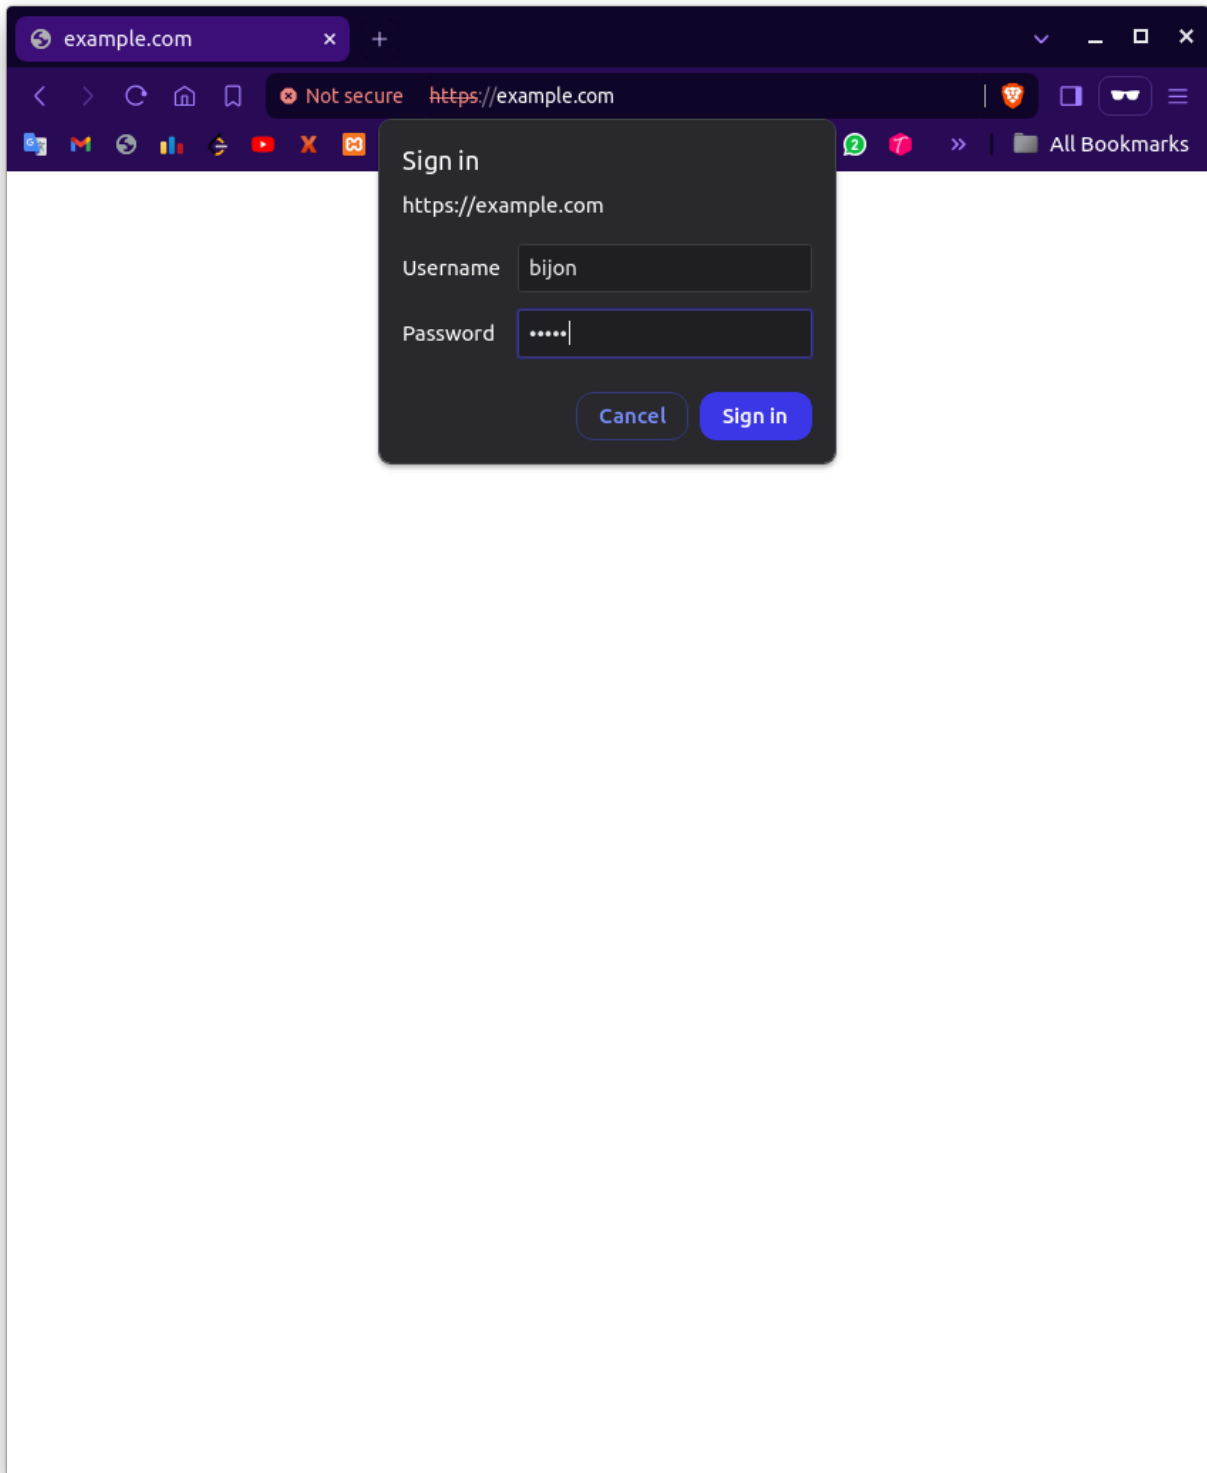 example.com
Not secure https://example.com
2 T All Bookmarks
Sign in
https://example.com
Username bijon
Password •••••
Cancel Sign in